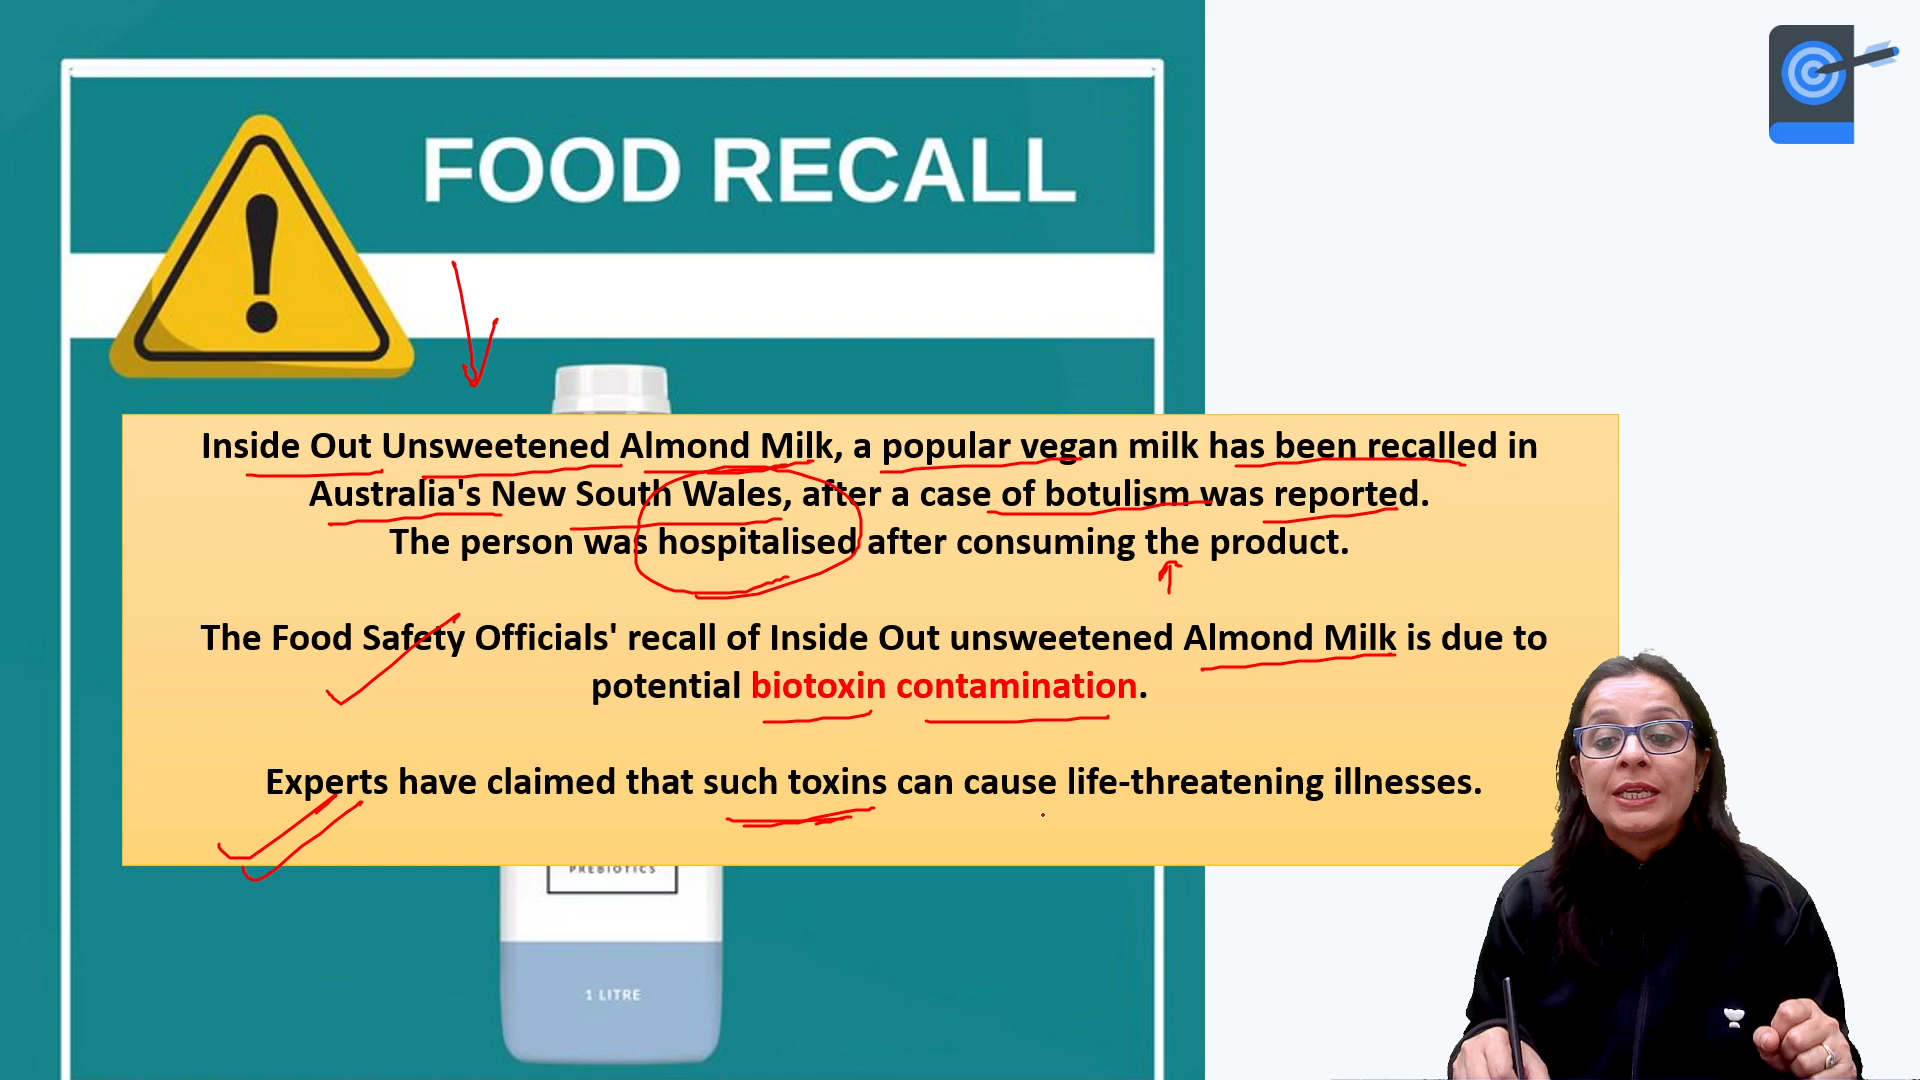 FOOD RECALL
Inside Out Unsweetened Almond Milk, a popular vegan milk has been recalled in
Australia's New South Wales, after a case of botulism was reported.
The person was hospitalised after consuming the product.
The Food Safety Officials' recall of Inside Out unsweetened Almond Milk is due to
potential biotoxin contamination.
Experts have claimed that such toxins can cause life-threatening illnesses.
PREBIOTICS
1 LITRE